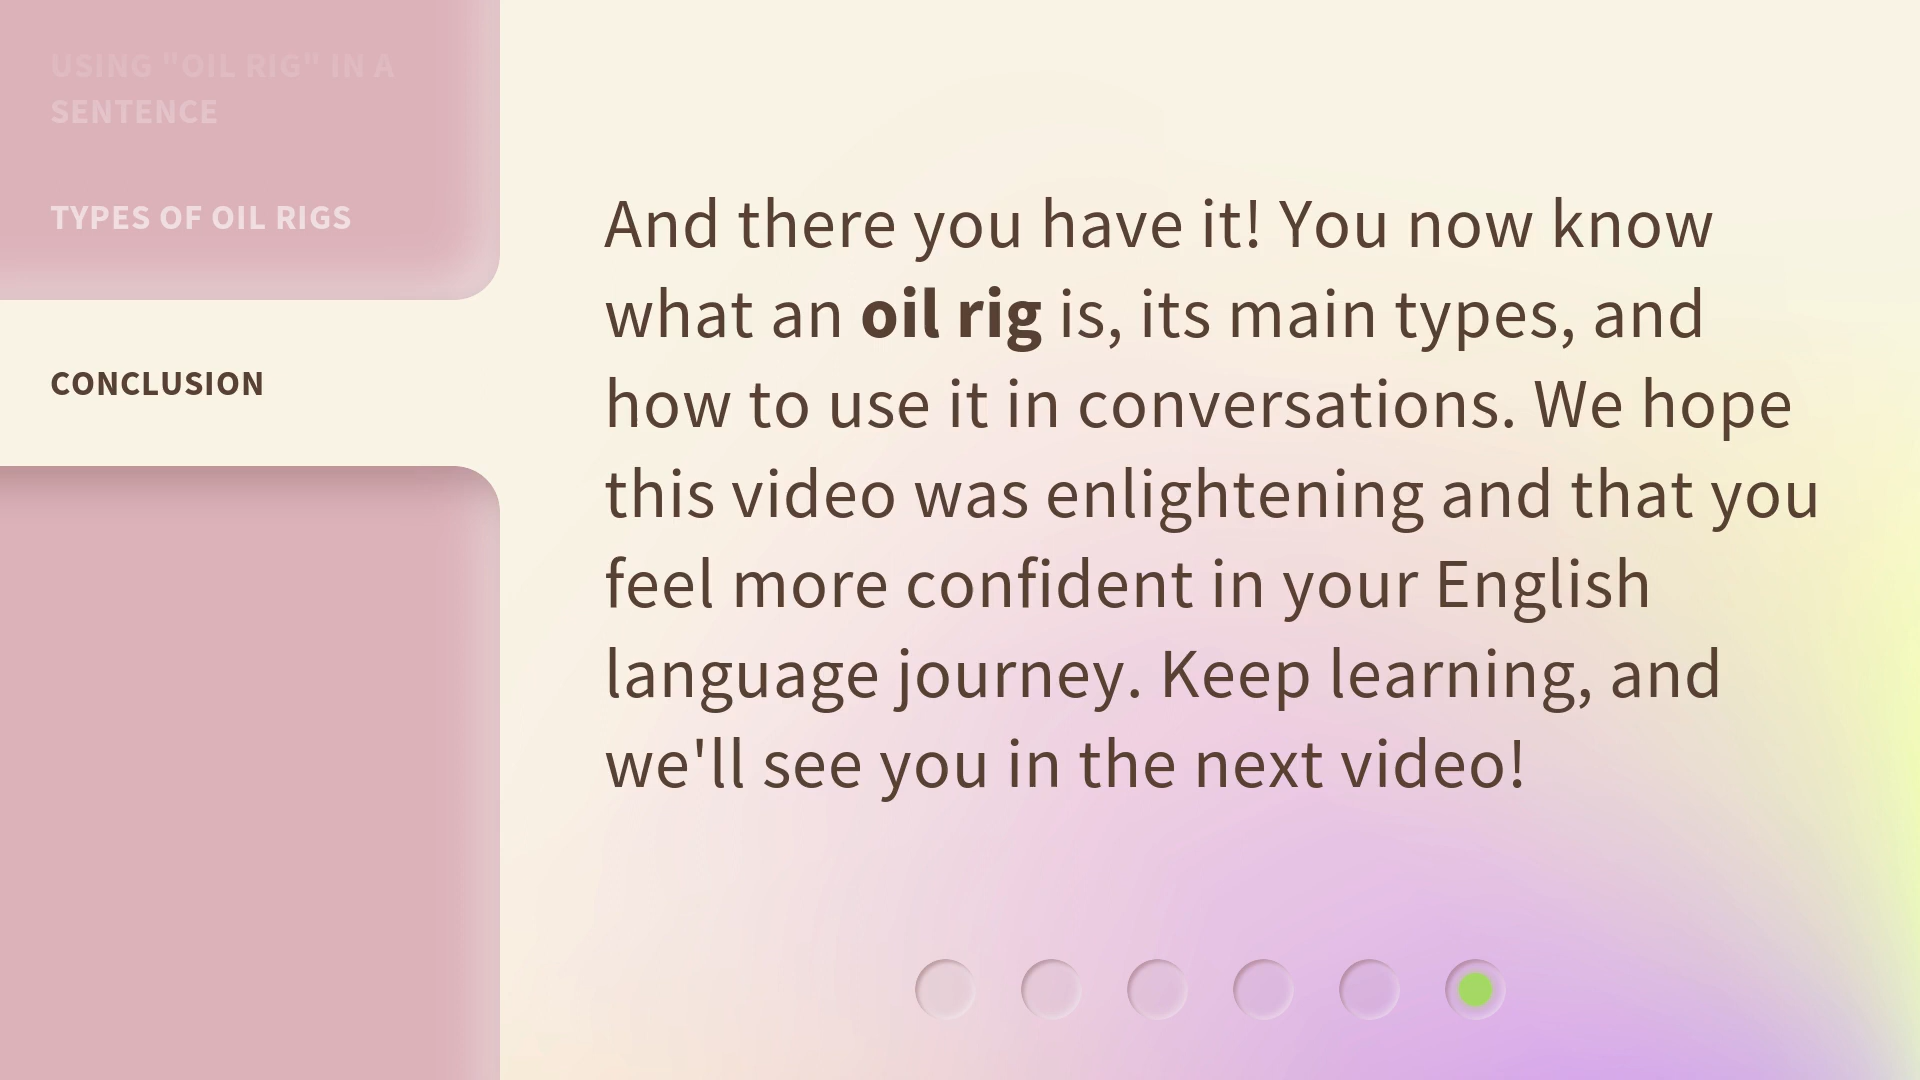 USING "OIL RIG" IN A
SENTENCE
TYPES OF OIL RIGS
CONCLUSION
And there you have it! You now know
what an oil rig is, its main types, and
how to use it in conversations. We hope
this video was enlightening and that you
feel more confident in your English
language journey. Keep learning, and
we'll see you in the next video!